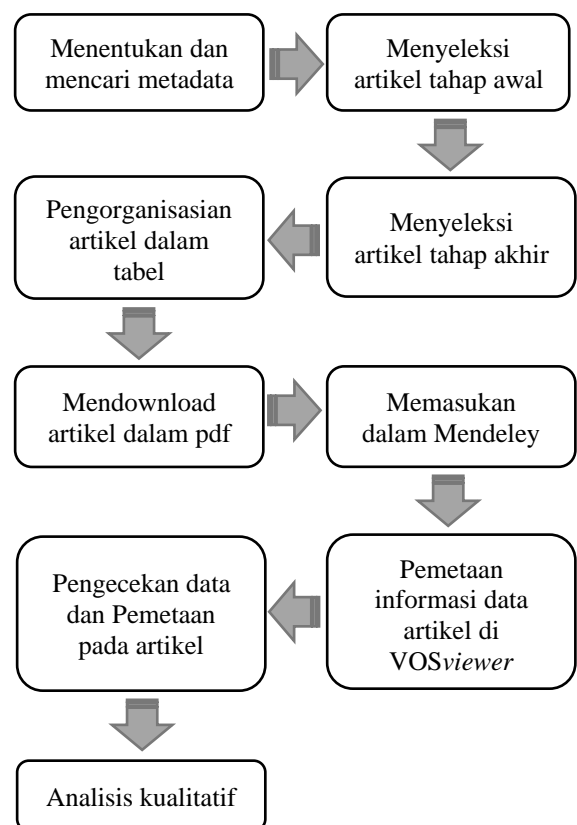 Menentukan dan
mencari metadata
Menyeleksi
artikel tahap awal
Menyeleksi
artikel tahap akhir
Pengorganisasian
artikel dalam
tabel
Mendownload
artikel dalam pdf
Memasukan
dalam Mendeley
Pemetaan
informasi data
artikel di
VOSviewer
Pengecekan data
dan Pemetaan
pada artikel
Analisis kualitatif